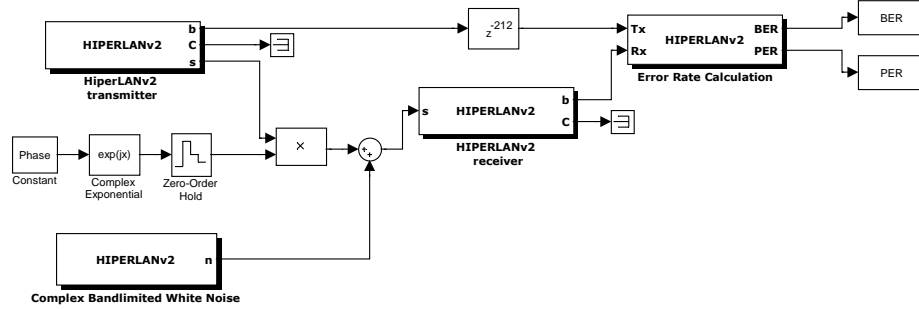 HIPERLANv2
b
C
s
HiperLANv2
transmitter
z
-212
Tx
Rx
HIPERLANv2
BER
PER
Error Rate Calculation
BER
PER
s
HIPERLANv2
b
C
HIPERLANv2
receiver
Phase
Constant
exp(jx)
Complex
Exponential
Zero-Order
Hold
×
+
+
HIPERLANv2
n
Complex Bandlimited White Noise